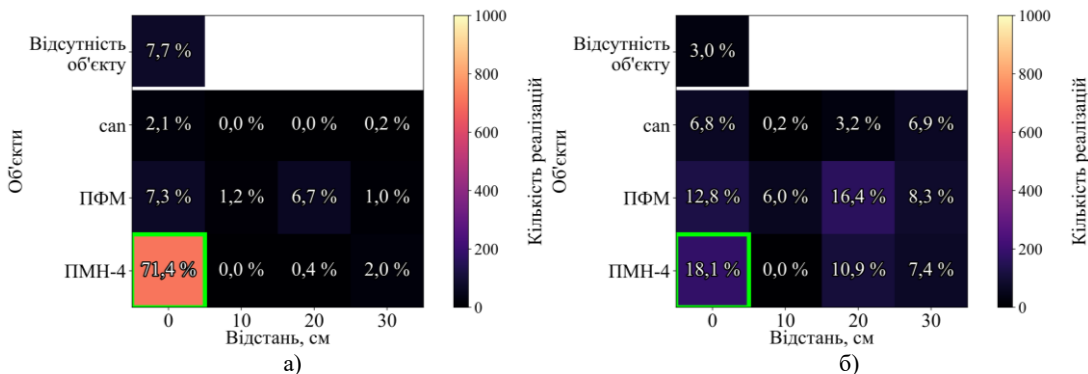 Об'єкти
Відсутність
об'єкту
7,7 %
can
2,1 %
0,0 %
0,0 %
0,2 %
ПФМ
7,3 %
1,2 %
6,7 %
1,0 %
ПМН-4
71,4 %
0,0 %
0,4 %
2,0 %
0
10
20
30
Відстань, см
1000
800
600
400
200
0
Кількість реалізацій
а)
Об'єкти
Відсутність
об'єкту
3,0 %
can
6,8 %
0,2 %
3,2 %
6,9 %
ПФМ
12,8 %
6,0 %
16,4 %
8,3 %
ПМН-4
18,1 %
0,0 %
10,9 %
7,4 %
0
10
20
30
Відстань, см
1000
800
600
400
200
0
Кількість реалізацій
б)